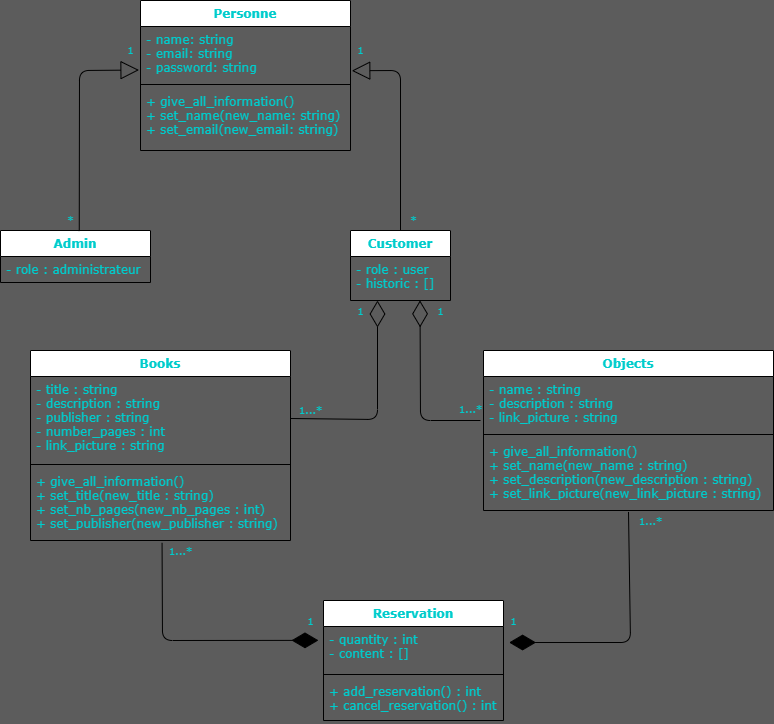 Personne
- name: string
- email: string
- password: string
+ give_all_information()
+ set_name(new_name: string)
+ set_email(new_email: string)
1
1
*
*
Admin
- role : administrateur
Customer
- role : user
- historic : []
1
1
Books
- title : string
- description : string
- publisher : string
- number_pages : int
- link_picture : string
+ give_all_information()
+ set_title(new_title : string)
+ set_nb_pages(new_nb_pages : int)
+ set_publisher(new_publisher : string)
1...*
1...*
Objects
- name : string
- description : string
- link_picture : string
+ give_all_information()
+ set_name(new_name : string)
+ set_description(new_description : string)
+ set_link_picture(new_link_picture : string)
1...*
1...*
1
1
Reservation
- quantity : int
- content : []
+ add_reservation() : int
+ cancel_reservation() : int